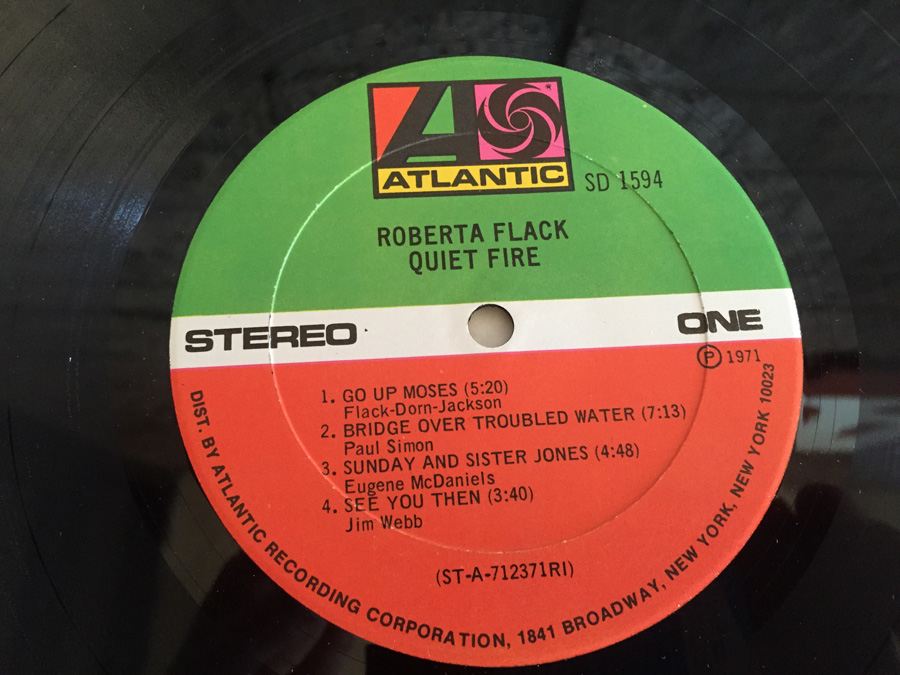 ATLANTIC
SD 1594
ROBERTA FLACK
QUIET FIRE
STEREO
ONE
Ⓟ 1971
1. GO UP MOSES (5:20)
Flack-Dorn-Jackson
2. BRIDGE OVER TROUBLED WATER (7:13)
Paul Simon
3. SUNDAY AND SISTER JONES (4:48)
Eugene McDaniels
4. SEE YOU THEN (3:40)
Jim Webb
(ST-A-712371RI)
DIST. BY ATLANTIC RECORDING CORPORATION, 1841 BROADWAY, NEW YORK, NEW YORK 10023